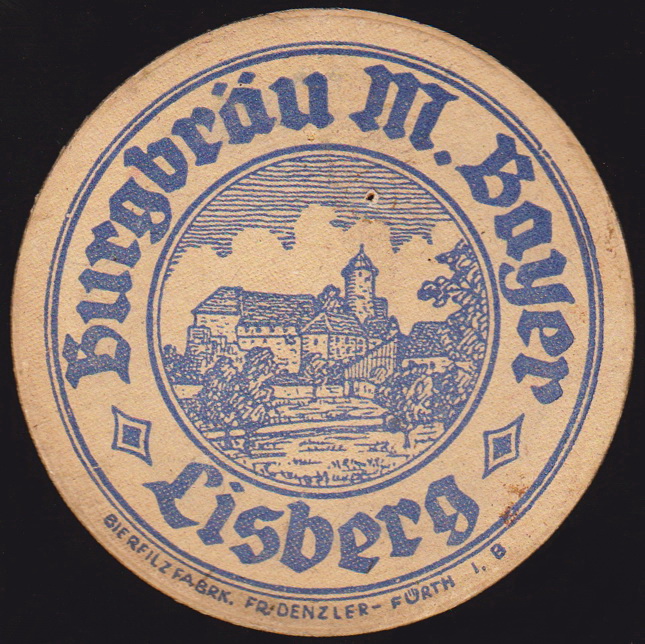 Burgbräu M. Bayer
Lisberg
BIERFILZFABRK. FR. DENZLER - FÜRTH I. B